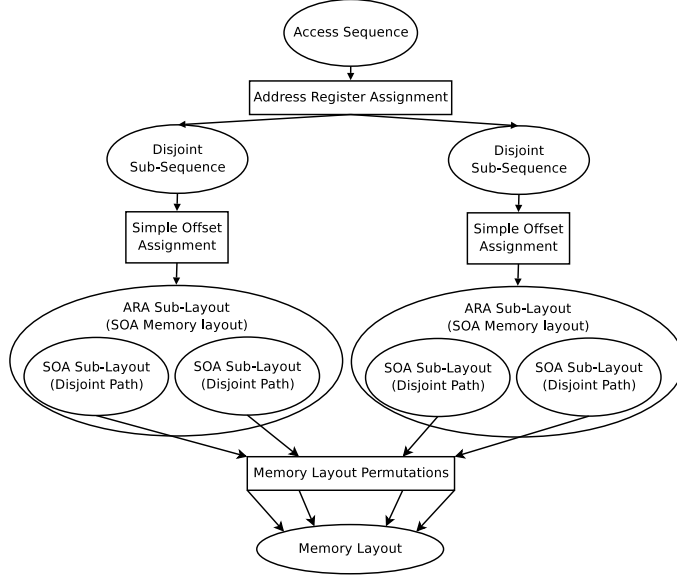 Access Sequence
Address Register Assignment
Disjoint
Sub-Sequence
Disjoint
Sub-Sequence
Simple Offset
Assignment
Simple Offset
Assignment
ARA Sub-Layout
(SOA Memory layout)
SOA Sub-Layout
(Disjoint Path)
SOA Sub-Layout
(Disjoint Path)
ARA Sub-Layout
(SOA Memory layout)
SOA Sub-Layout
(Disjoint Path)
SOA Sub-Layout
(Disjoint Path)
Memory Layout Permutations
Memory Layout